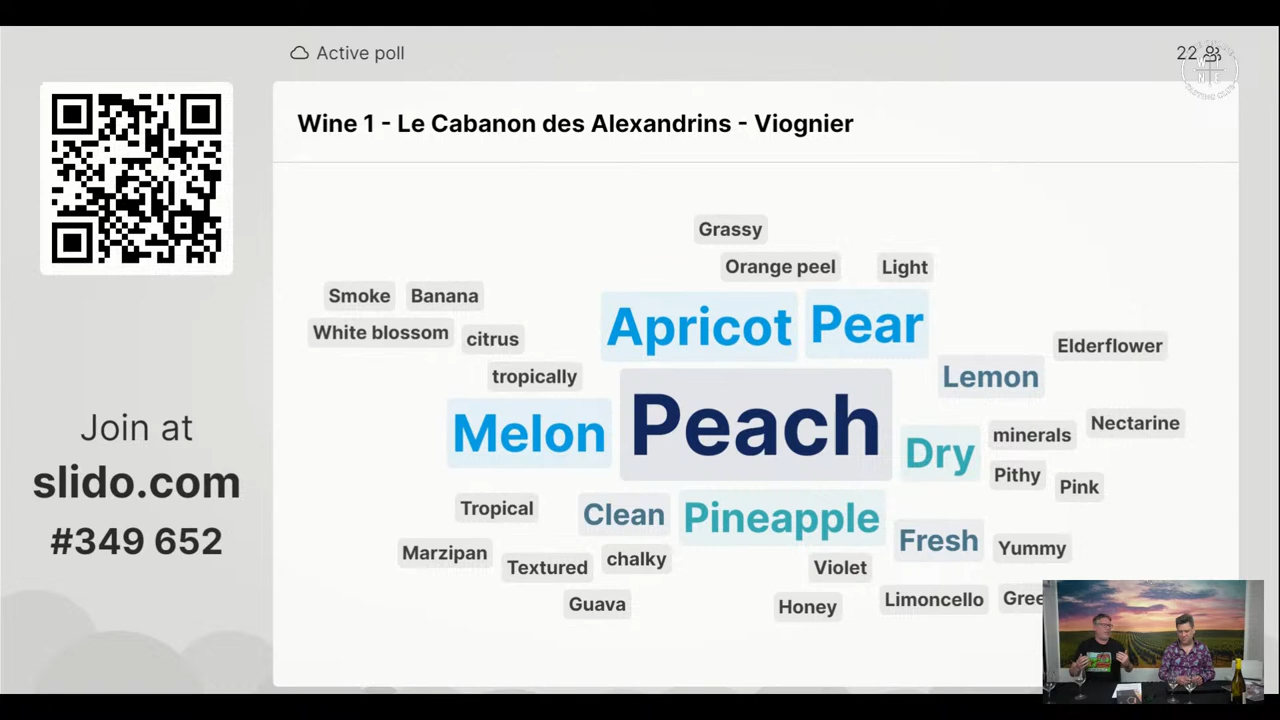 Active poll
22
Wine 1 - Le Cabanon des Alexandrins - Viognier
Grassy
Orange peel
Light
Smoke
Banana
White blossom
citrus
Apricot
Pear
Elderflower
tropically
Lemon
Melon
Peach
Dry
minerals
Nectarine
Pithy
Pink
Tropical
Clean
Pineapple
Fresh
Yummy
Marzipan
Textured
chalky
Violet
Guava
Honey
Limoncello
Join at
slido.com
#349 652